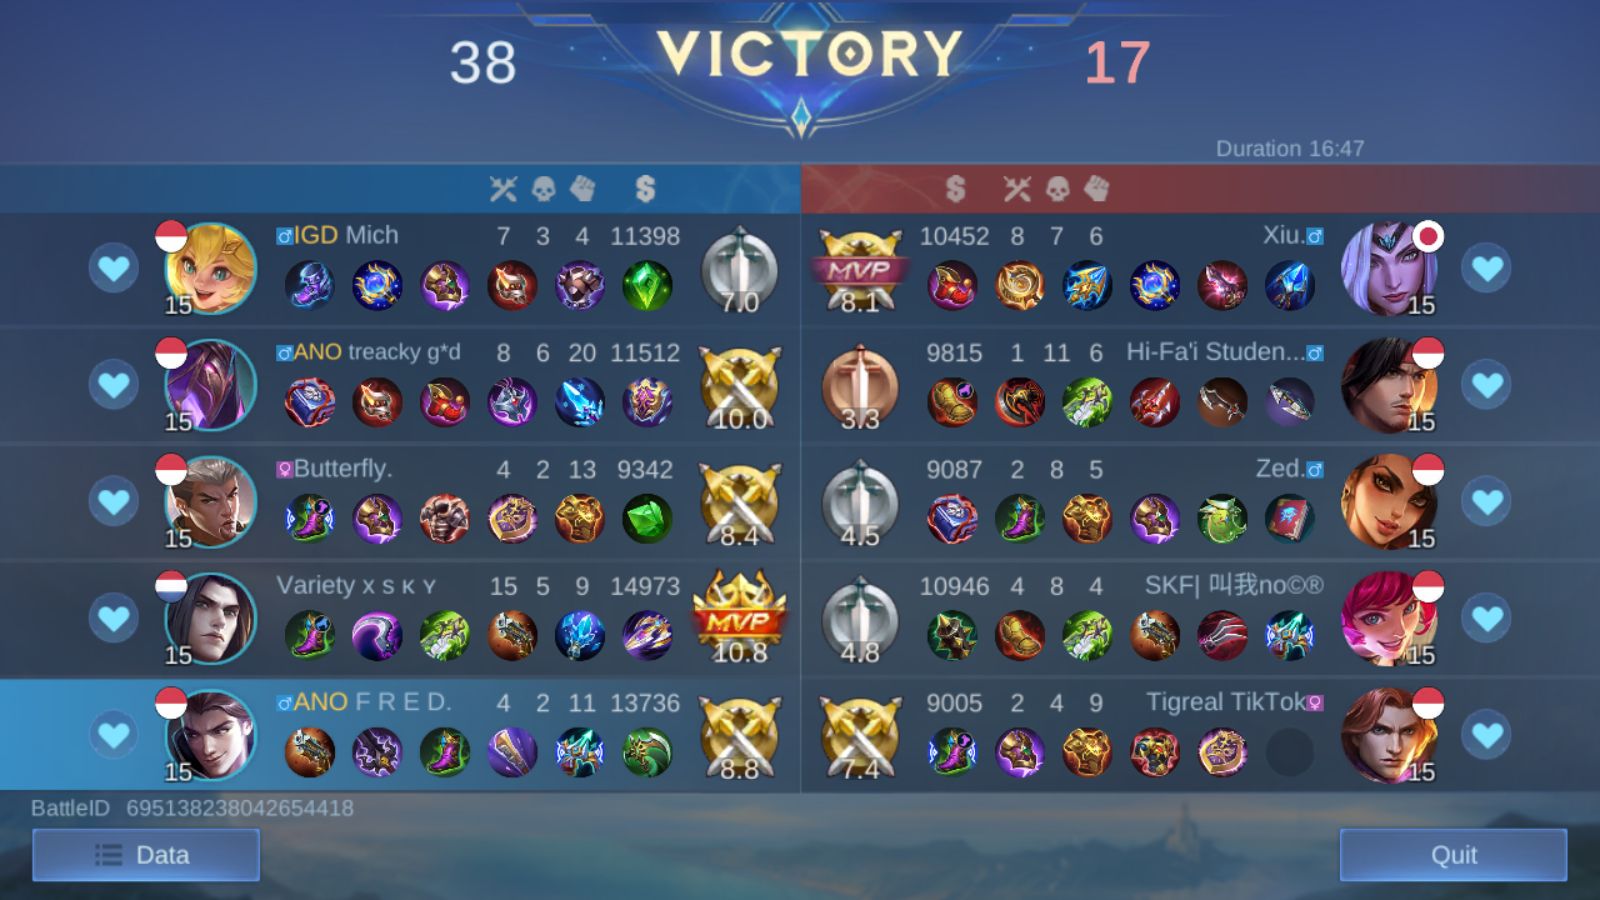 38 VICTORY 17
Duration 16:47
IGD Mich 7 3 4 11398
15 7.0
10452 8 7 6 Xiu.
MVP 8.1 15
ANO treacky g*d 8 6 20 11512
15 10.0
9815 1 11 6 Hi-Fa'i Studen...
3.3 15
Butterfly. 4 2 13 9342
15 8.4
9087 2 8 5 Zed.
4.5 15
Variety x s ᴋ ʏ 15 5 9 14973
15 MVP 10.8
10946 4 8 4 SKF| 叫我no©®
4.8 15
ANO F R E D. 4 2 11 13736
15 8.8
9005 2 4 9 Tigreal TikTok
7.4 15
BattleID 695138238042654418
Data
Quit